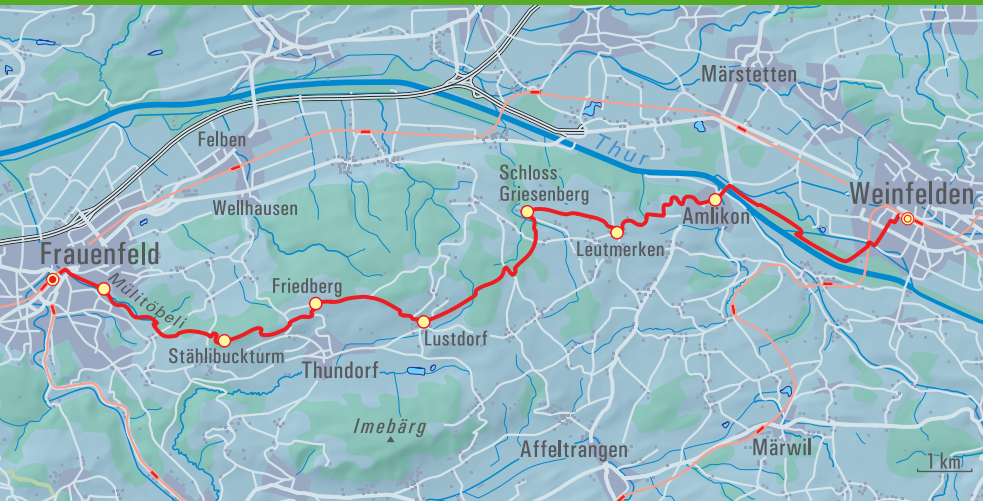 Märstetten
Thur
Felben
Schloss
Griesenberg
Weinfelden
Wellhausen
Amlikon
Leutmerken
Frauenfeld
Mülitöbeli
Friedberg
Lustdorf
Stählibuckturm
Thundorf
Imebärg
Affeltrangen
Märwil
1 km